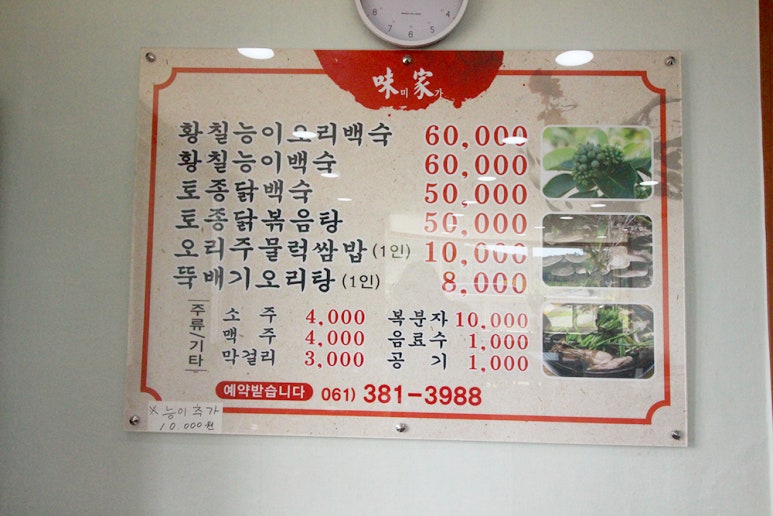 味미家가
황칠능이오리백숙 60,000
황칠능이백숙 60,000
토종닭백숙 50,000
토종닭볶음탕 50,000
오리주물럭쌈밥(1인) 10,000
뚝배기오리탕(1인) 8,000
주류/기타
소주 4,000 복분자 10,000
맥주 4,000 음료수 1,000
막걸리 3,000 공기 1,000
예약받습니다 061) 381-3988
※ 능이 추가
10.000원